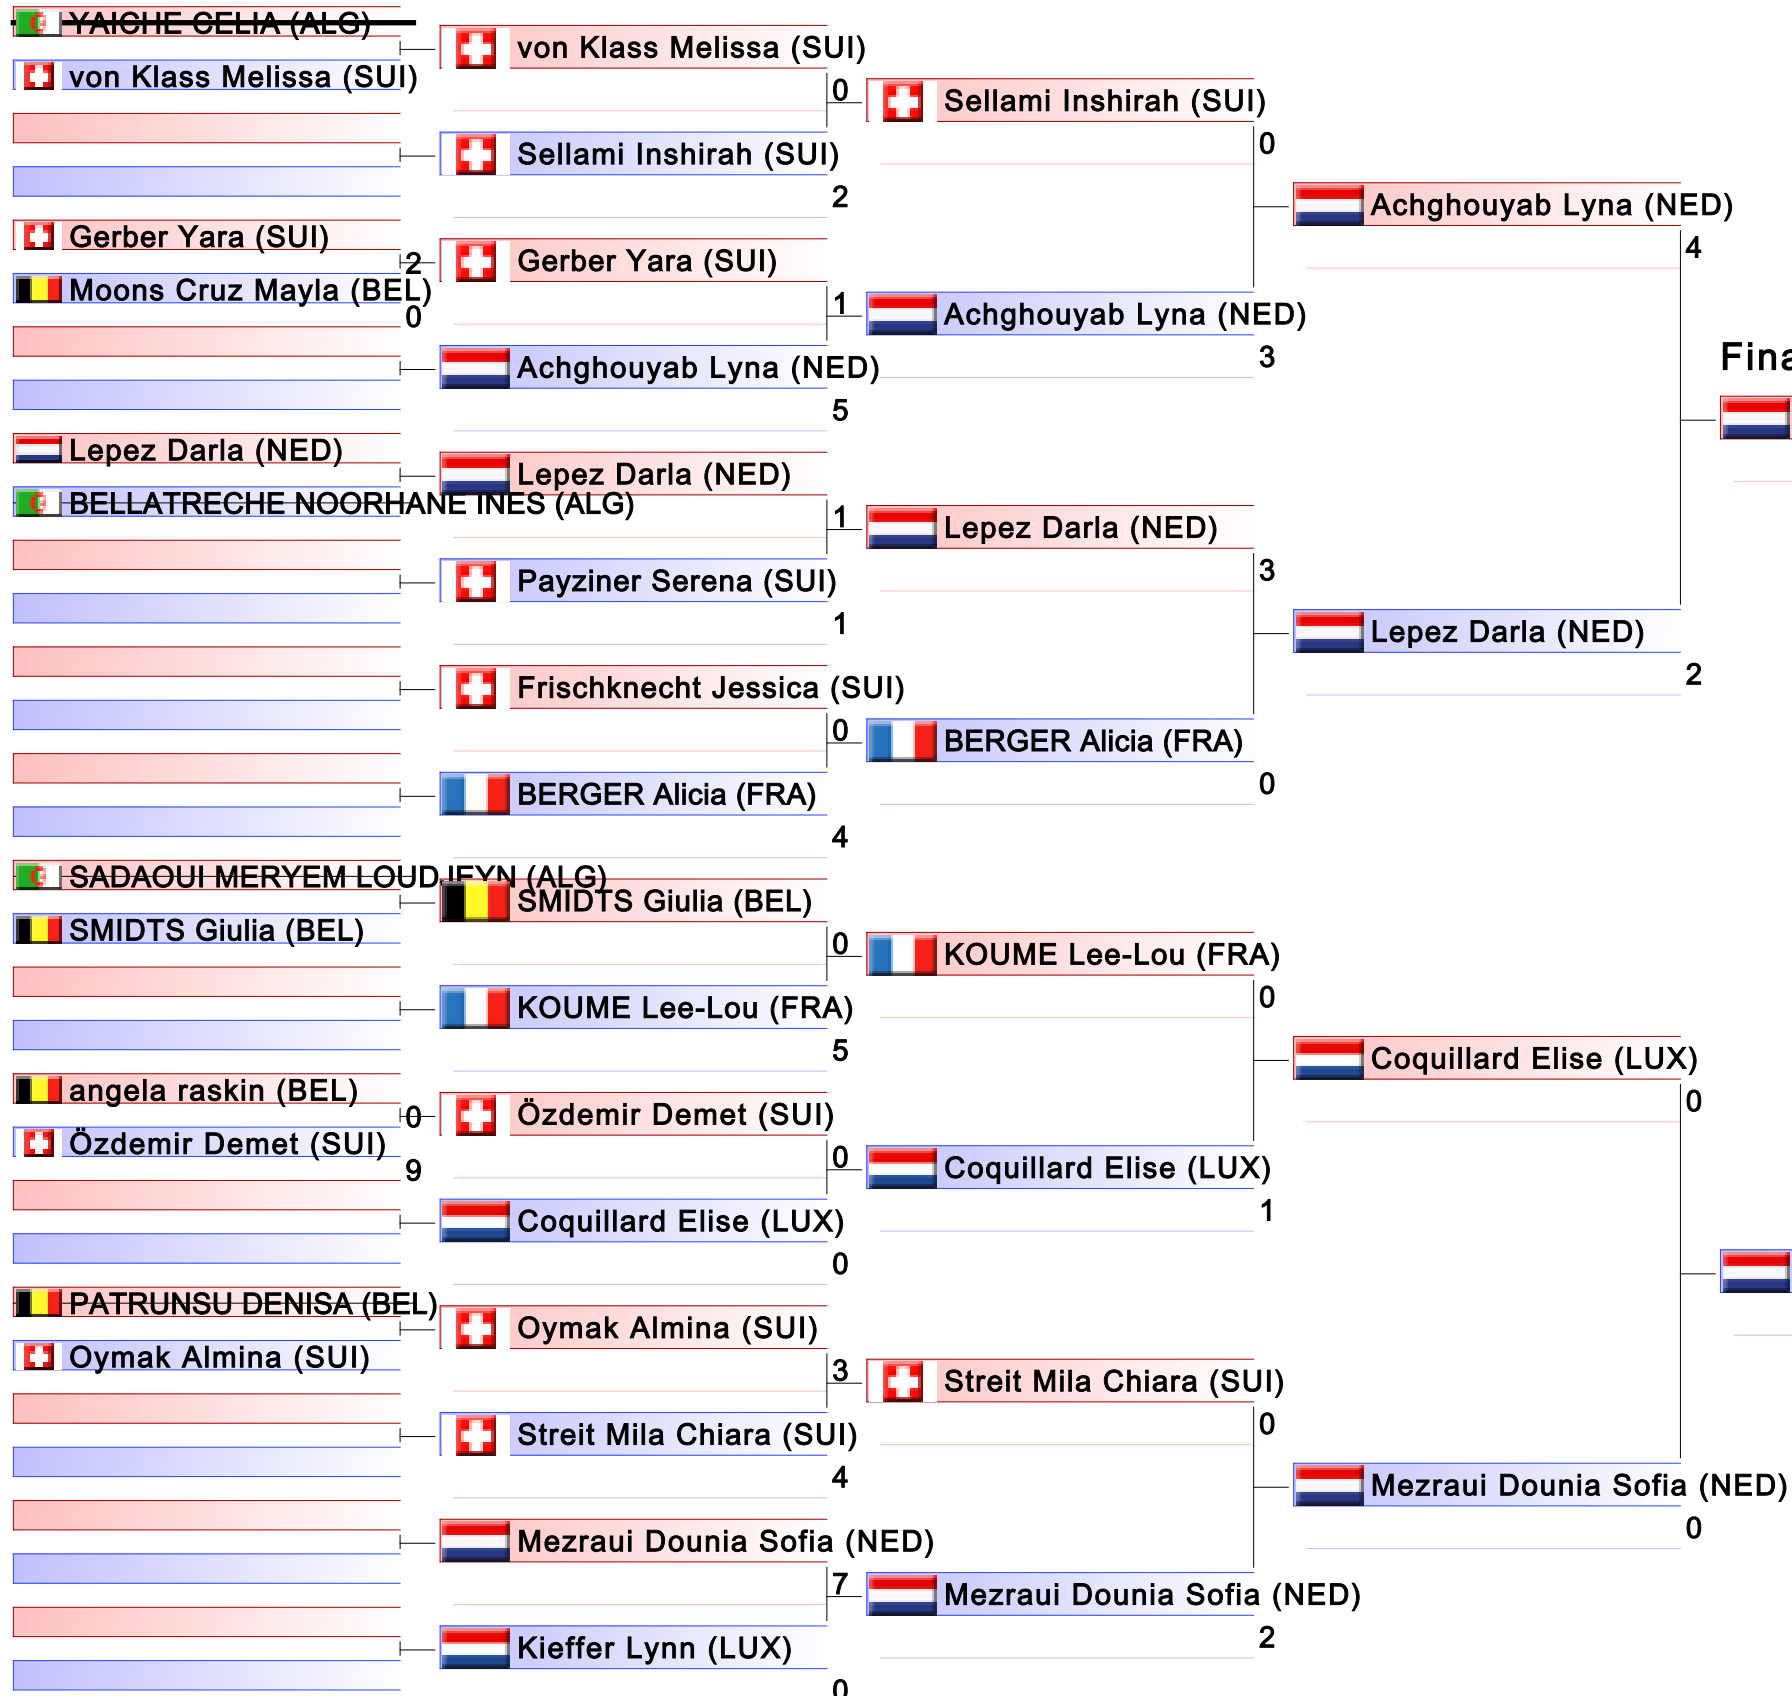 YAICHE CELIA (ALG)
von Klass Melissa (SUI)
Gerber Yara (SUI)
2
Moons Cruz Mayla (BEL)
0
Lepez Darla (NED)
BELLATRECHE NOORHANE INES (ALG)
SADAOUI MERYEM LOUDJEYN (ALG)
SMIDTS Giulia (BEL)
angela raskin (BEL)
0
Özdemir Demet (SUI)
9
PATRUNSU DENISA (BEL)
Oymak Almina (SUI)
von Klass Melissa (SUI)
0
Sellami Inshirah (SUI)
2
Gerber Yara (SUI)
1
Achghouyab Lyna (NED)
5
Lepez Darla (NED)
1
Payziner Serena (SUI)
1
Frischknecht Jessica (SUI)
0
BERGER Alicia (FRA)
4
SMIDTS Giulia (BEL)
0
KOUME Lee-Lou (FRA)
5
Özdemir Demet (SUI)
0
Coquillard Elise (LUX)
0
Oymak Almina (SUI)
3
Streit Mila Chiara (SUI)
4
Mezraui Dounia Sofia (NED)
7
Kieffer Lynn (LUX)
0
Sellami Inshirah (SUI)
0
Achghouyab Lyna (NED)
3
Lepez Darla (NED)
3
BERGER Alicia (FRA)
0
KOUME Lee-Lou (FRA)
0
Coquillard Elise (LUX)
1
Streit Mila Chiara (SUI)
0
Mezraui Dounia Sofia (NED)
2
Achghouyab Lyna (NED)
4
Lepez Darla (NED)
2
Coquillard Elise (LUX)
0
Mezraui Dounia Sofia (NED)
0
Fina